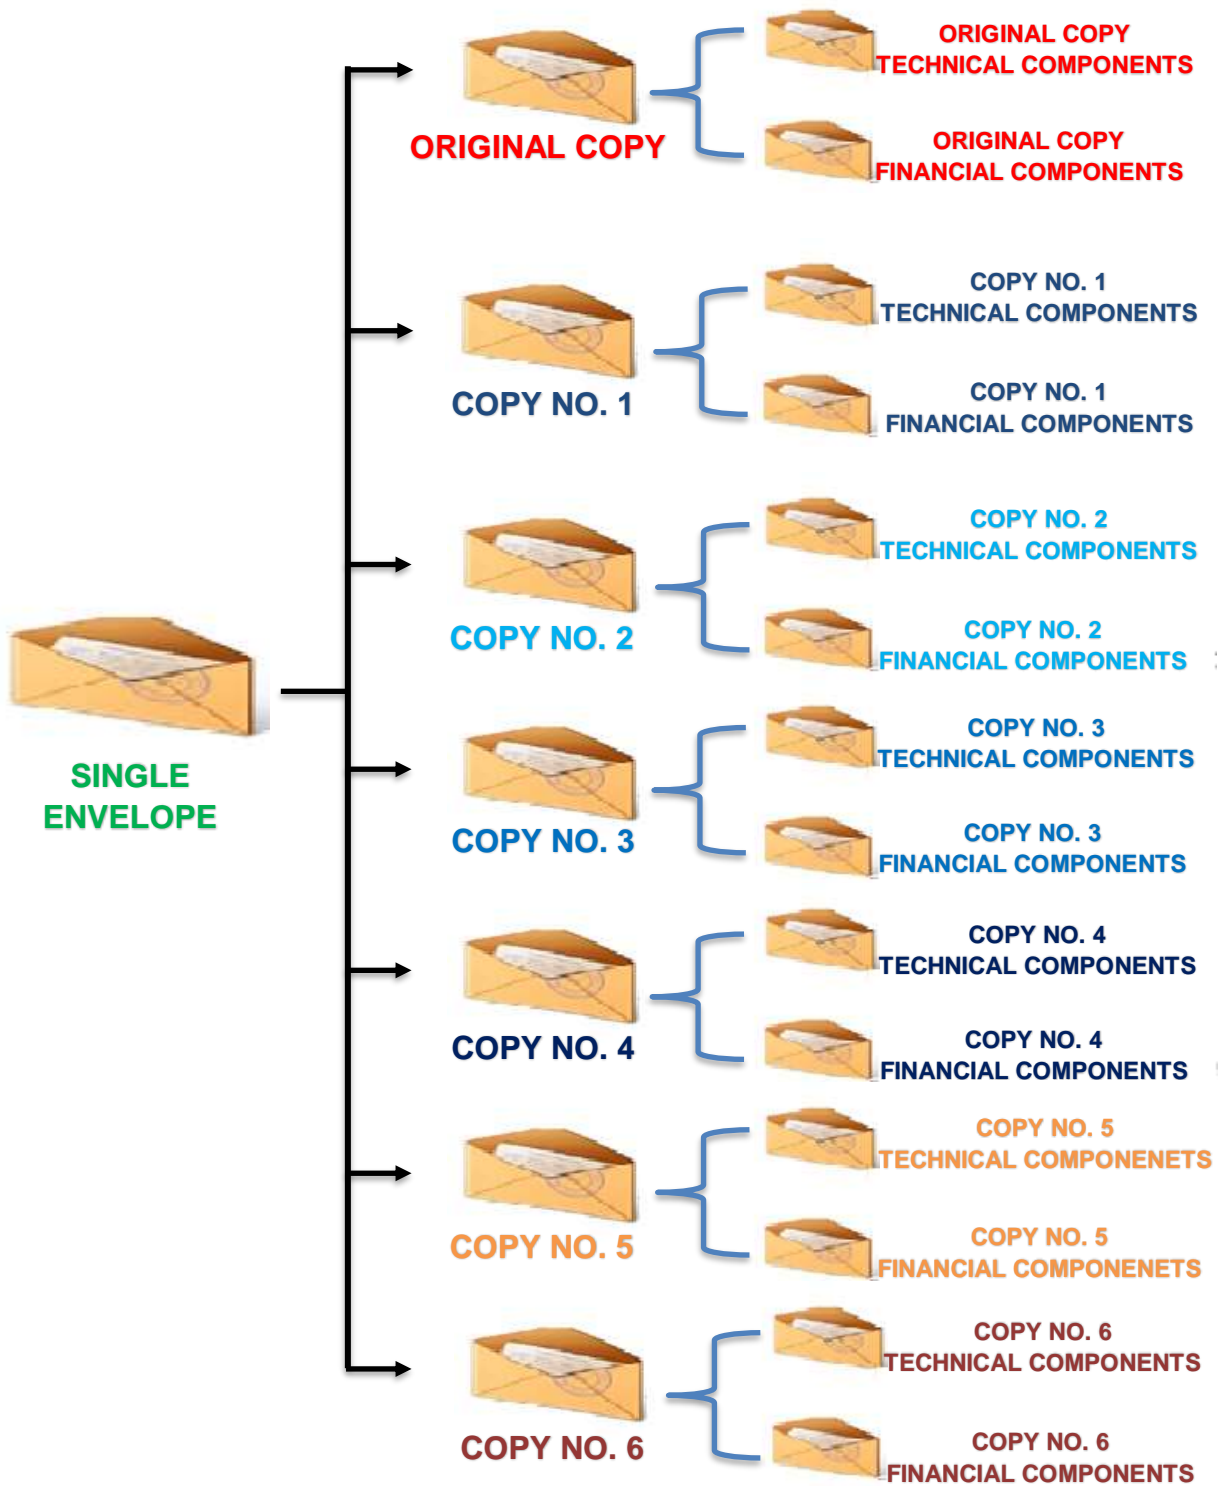 ORIGINAL COPY
TECHNICAL COMPONENTS
ORIGINAL COPY
ORIGINAL COPY
FINANCIAL COMPONENTS
COPY NO. 1
TECHNICAL COMPONENTS
COPY NO. 1
COPY NO. 1
FINANCIAL COMPONENTS
COPY NO. 2
TECHNICAL COMPONENTS
COPY NO. 2
COPY NO. 2
FINANCIAL COMPONENTS
SINGLE
ENVELOPE
COPY NO. 3
TECHNICAL COMPONENTS
COPY NO. 3
COPY NO. 3
FINANCIAL COMPONENTS
COPY NO. 4
TECHNICAL COMPONENTS
COPY NO. 4
COPY NO. 4
FINANCIAL COMPONENTS
COPY NO. 5
TECHNICAL COMPONENETS
COPY NO. 5
COPY NO. 5
FINANCIAL COMPONENETS
COPY NO. 6
TECHNICAL COMPONENTS
COPY NO. 6
COPY NO. 6
FINANCIAL COMPONENTS